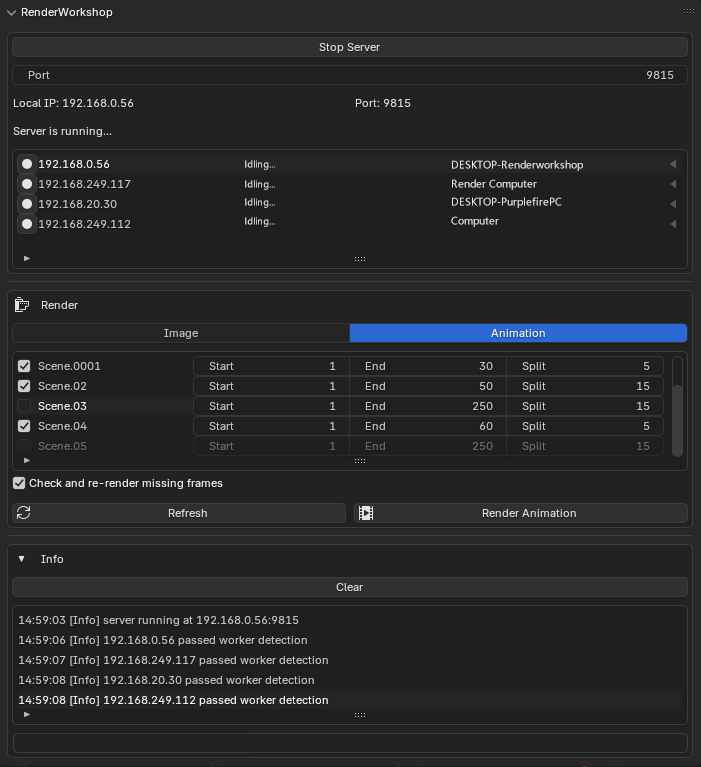 RenderWorkshop
Stop Server
Port 9815
Local IP: 192.168.0.56 Port: 9815
Server is running...
192.168.0.56 Idling... DESKTOP-Renderworkshop
192.168.249.117 Idling... Render Computer
192.168.20.30 Idling... DESKTOP-PurplefirePC
192.168.249.112 Idling... Computer
Render
Image Animation
Scene.0001 Start 1 End 30 Split 5
Scene.02 Start 1 End 50 Split 15
Scene.03 Start 1 End 250 Split 15
Scene.04 Start 1 End 60 Split 5
Scene.05 Start 1 End 250 Split 15
Check and re-render missing frames
Refresh Render Animation
Info
Clear
14:59:03 [Info] server running at 192.168.0.56:9815
14:59:06 [Info] 192.168.0.56 passed worker detection
14:59:07 [Info] 192.168.249.117 passed worker detection
14:59:08 [Info] 192.168.20.30 passed worker detection
14:59:08 [Info] 192.168.249.112 passed worker detection